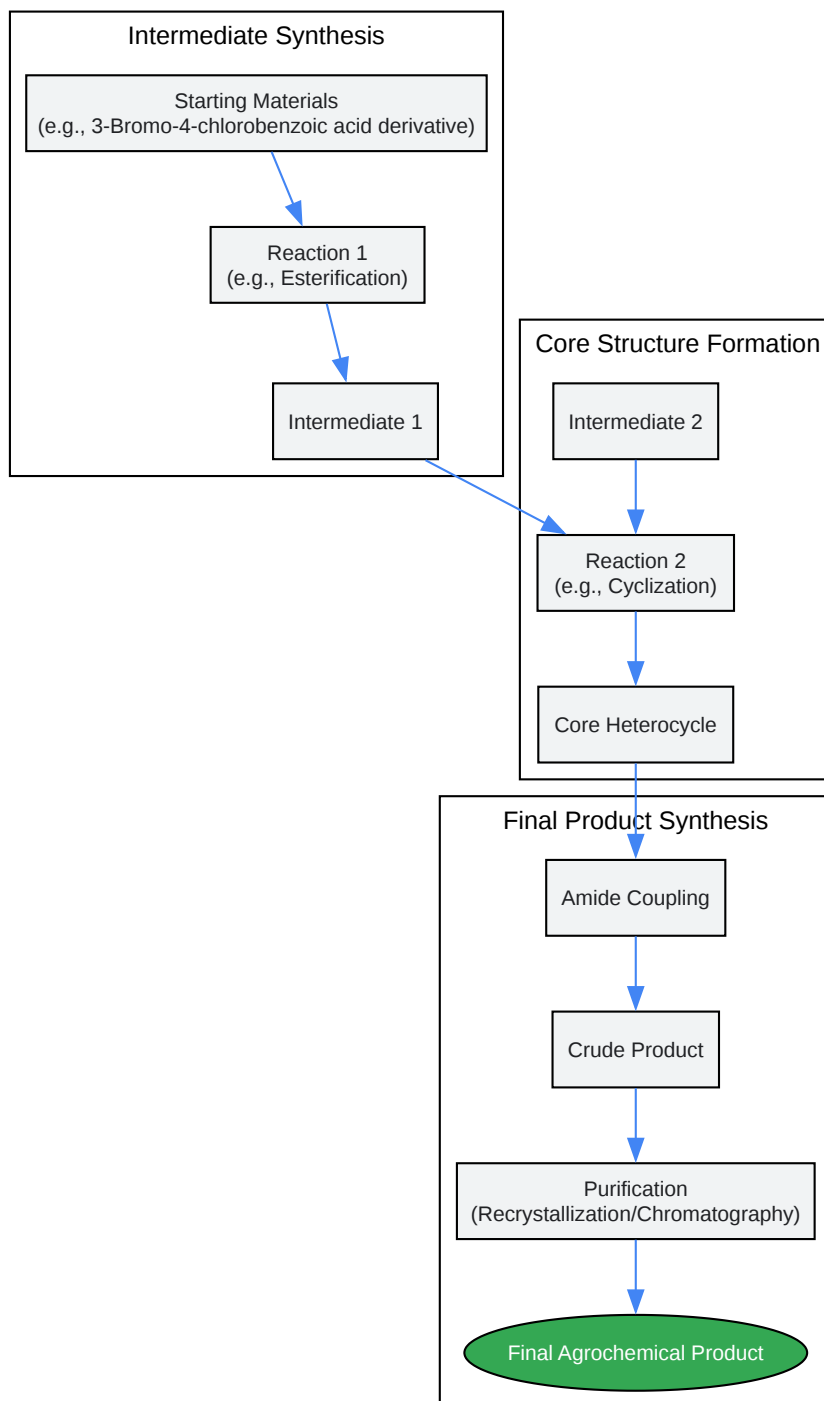 Intermediate Synthesis
Starting Materials
(e.g., 3-Bromo-4-chlorobenzoic acid derivative)
Reaction 1
(e.g., Esterification)
Intermediate 1
Core Structure Formation
Intermediate 2
Reaction 2
(e.g., Cyclization)
Core Heterocycle
Final Product Synthesis
Amide Coupling
Crude Product
Purification
(Recrystallization/Chromatography)
Final Agrochemical Product